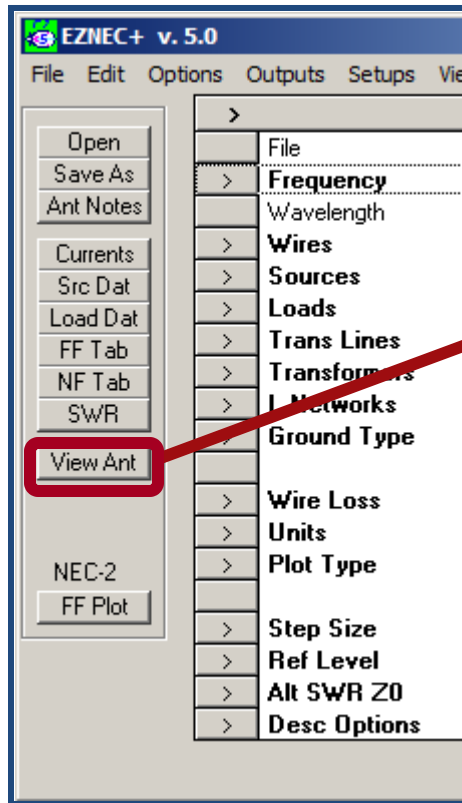 EZNEC+ v. 5.0
File Edit Options Outputs Setups
Open
Save As
Ant Notes
Currents
Src Dat
Load Dat
FF Tab
NF Tab
SWR
View Ant
NEC-2
FF Plot
>
File
> Frequency
Wavelength
> Wires
> Sources
> Loads
> Trans Lines
> Transformers
> L Networks
> Ground Type
> Wire Loss
> Units
> Plot Type
> Step Size
> Ref Level
> Alt SWR Z0
> Desc Options